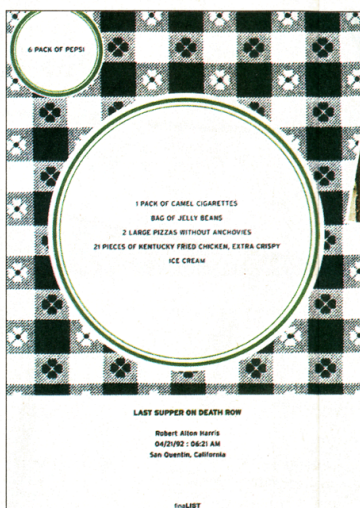 6 PACK OF PEPSI
1 PACK OF CAMEL CIGARETTES
BAG OF JELLY BEANS
2 LARGE PIZZAS WITHOUT ANCHOVIES
21 PIECES OF KENTUCKY FRIED CHICKEN, EXTRA CRISPY
ICE CREAM
LAST SUPPER ON DEATH ROW
Robert Alton Harris
04/21/92 : 06:21 AM
San Quentin, California